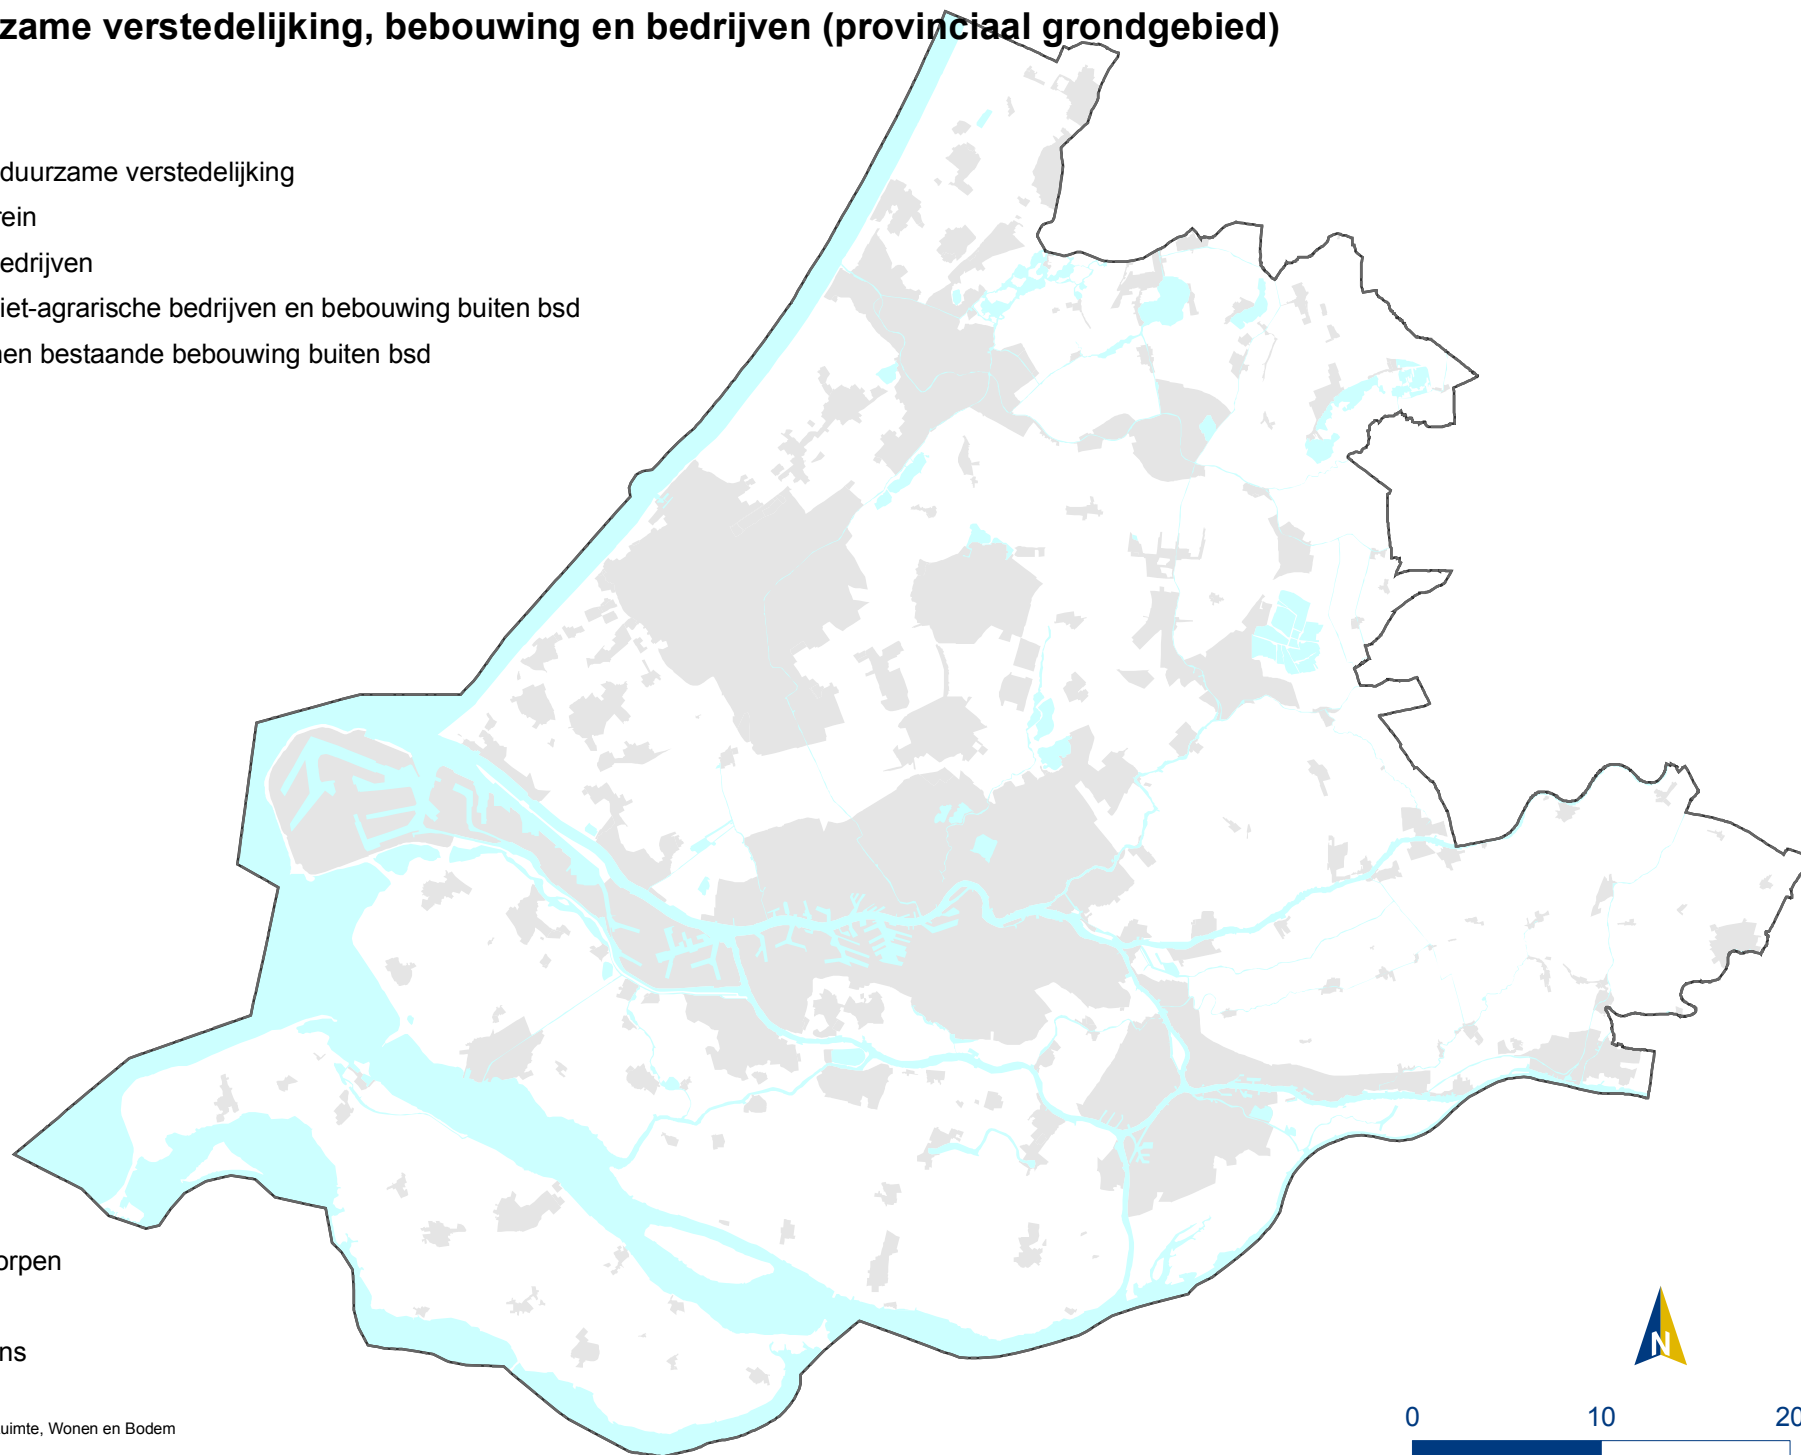 zame verstedelijking, bebouwing en bedrijven (provinciaal grondgebied)
duurzame verstedelijking
rein
edrijven
iet-agrarische bedrijven en bebouwing buiten bsd
nen bestaande bebouwing buiten bsd
orpen
ns
uimte, Wonen en Bodem
N
0 10 20